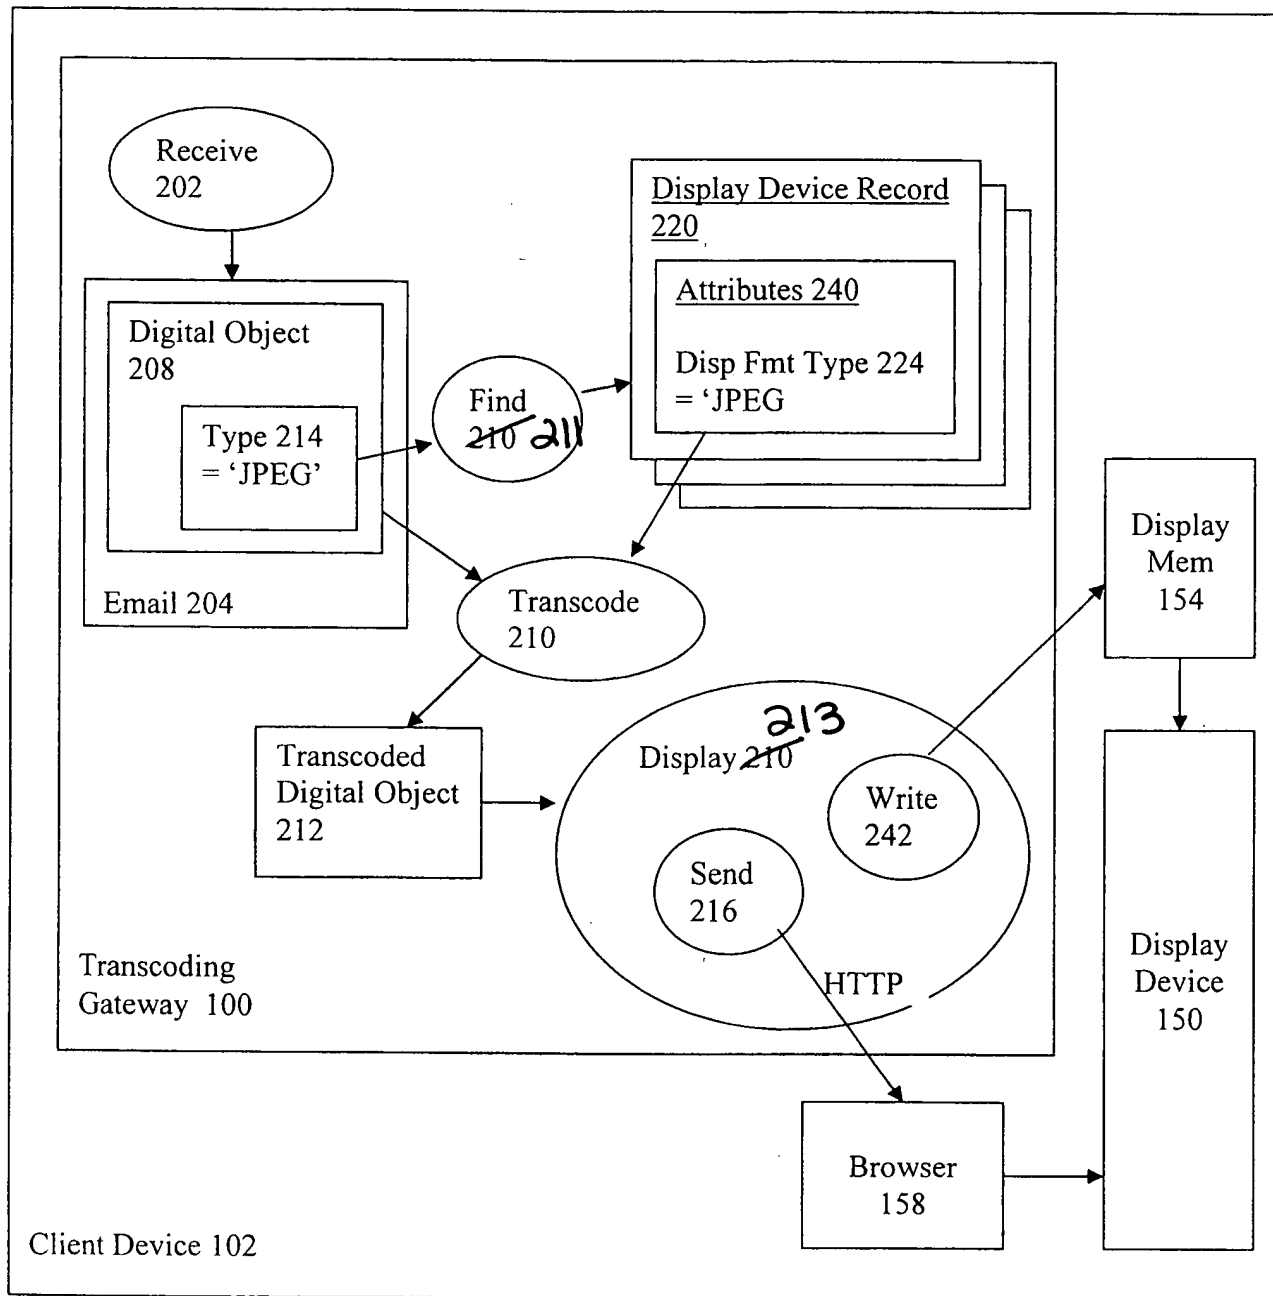 Receive
202
Display Device Record
220
Attributes 240
Disp Fmt Type 224
= ‘JPEG
Digital Object
208
Type 214
= ‘JPEG’
Email 204
Find
210 211
Transcode
210
Display
Mem
154
Transcoded
Digital Object
212
213
Display 210
Write
242
Send
216
HTTP
Transcoding
Gateway 100
Display
Device
150
Browser
158
Client Device 102